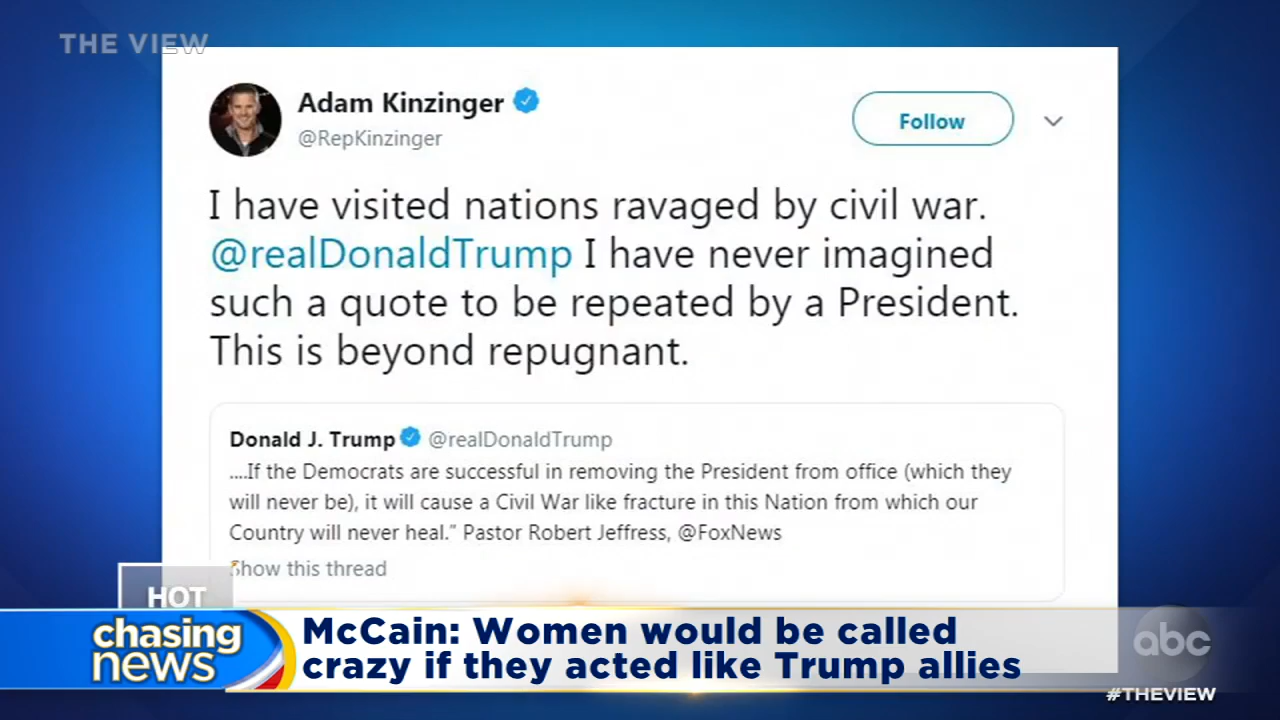 THE VIEW
Adam Kinzinger
@RepKinzinger
Follow
I have visited nations ravaged by civil war.
@realDonaldTrump I have never imagined
such a quote to be repeated by a President.
This is beyond repugnant.
Donald J. Trump @realDonaldTrump
....If the Democrats are successful in removing the President from office (which they
will never be), it will cause a Civil War like fracture in this Nation from which our
Country will never heal.” Pastor Robert Jeffress, @FoxNews
Show this thread
HOT
chasing
news
McCain: Women would be called
crazy if they acted like Trump allies
abc
#THEVIEW